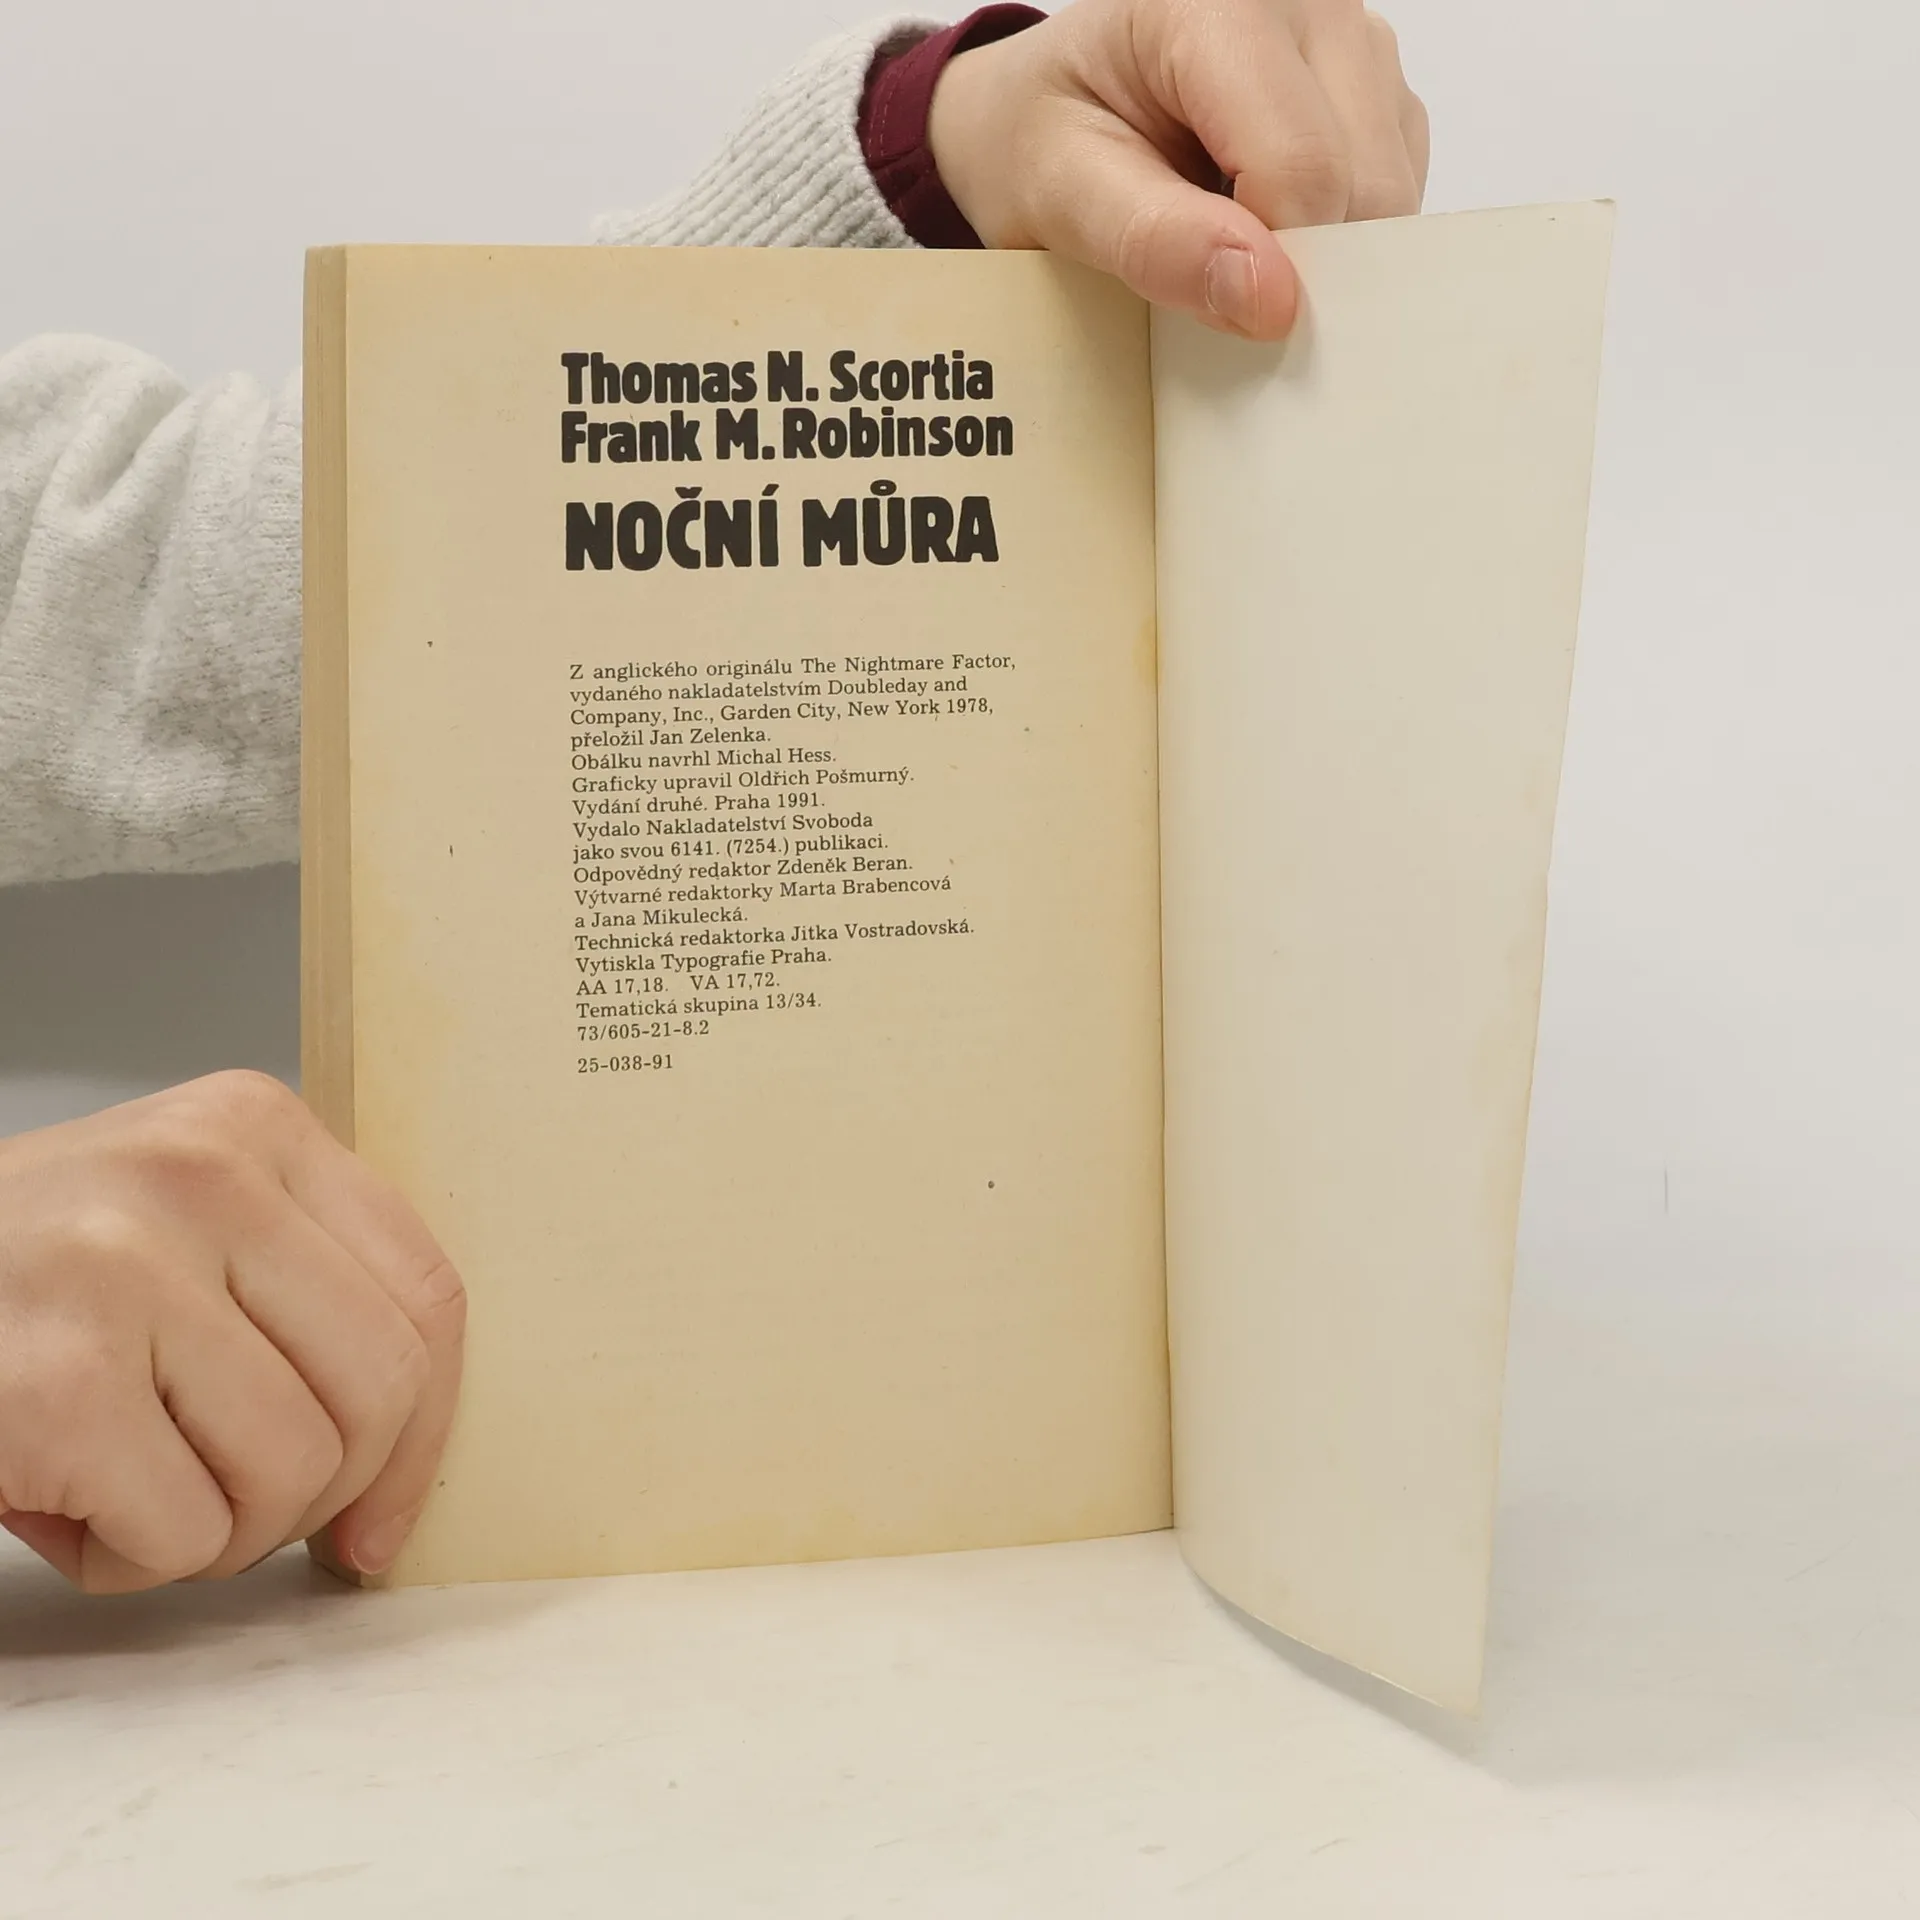 Thomas N. Scortia
Frank M. Robinson
NOČNÍ MŮRA
Z anglického originálu The Nightmare Factor,
vydaného nakladatelstvím Doubleday and
Company, Inc., Garden City, New York 1978,
přeložil Jan Zelenka.
Obálku navrhl Michal Hess.
Graficky upravil Oldřich Pošmurný.
Vydání druhé. Praha 1991.
Vydalo Nakladatelství Svoboda
jako svou 6141. (7254.) publikaci.
Odpovědný redaktor Zdeněk Beran.
Výtvarné redaktorky Marta Brabencová
a Jana Mikulecká.
Technická redaktorka Jitka Vostradovská.
Vytiskla Typografie Praha.
AA 17,18. VA 17,72.
Tematická skupina 13/34.
73/605-21-8.2
25-038-91